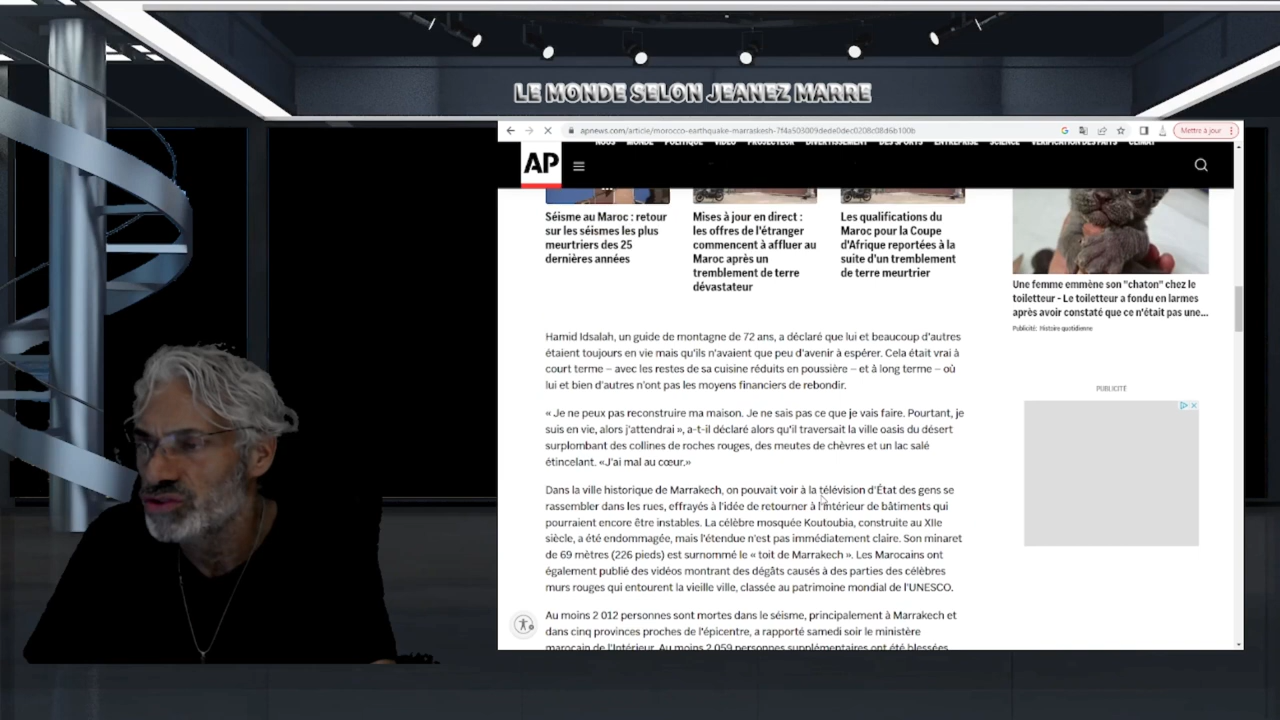 LE MONDE SELON JEANEZ MARRE
apnews.com/article/morocco-earthquake-marraskesh-7f4a503009dede0dec0208c08d6b100b
Mettre à jour
NOUS MONDE POLITIQUE VIDÉO PROJECTEUR DIVERTISSEMENT DES SPORTS ENTREPRISE SCIENCE VÉRIFICATION DES FAITS CLIMAT
AP
Séisme au Maroc : retour
sur les séismes les plus
meurtriers des 25
dernières années
Mises à jour en direct :
les offres de l'étranger
commencent à affluer au
Maroc après un
tremblement de terre
dévastateur
Les qualifications du
Maroc pour la Coupe
d'Afrique reportées à la
suite d'un tremblement
de terre meurtrier
Une femme emmène son "chaton" chez le
toiletteur - Le toiletteur a fondu en larmes
après avoir constaté que ce n'était pas une...
Publicité: Histoire quotidienne
PUBLICITÉ
Hamid Idsalah, un guide de montagne de 72 ans, a déclaré que lui et beaucoup d'autres
étaient toujours en vie mais qu'ils n'avaient que peu d'avenir à espérer. Cela était vrai à
court terme – avec les restes de sa cuisine réduits en poussière – et à long terme – où
lui et bien d'autres n'ont pas les moyens financiers de rebondir.
« Je ne peux pas reconstruire ma maison. Je ne sais pas ce que je vais faire. Pourtant, je
suis en vie, alors j'attendrai », a-t-il déclaré alors qu'il traversait la ville oasis du désert
surplombant des collines de roches rouges, des meutes de chèvres et un lac salé
étincelant. «J'ai mal au cœur.»
Dans la ville historique de Marrakech, on pouvait voir à la télévision d'État des gens se
rassembler dans les rues, effrayés à l'idée de retourner à l'intérieur de bâtiments qui
pourraient encore être instables. La célèbre mosquée Koutoubia, construite au XIIe
siècle, a été endommagée, mais l'étendue n'est pas immédiatement claire. Son minaret
de 69 mètres (226 pieds) est surnommé le « toit de Marrakech ». Les Marocains ont
également publié des vidéos montrant des dégâts causés à des parties des célèbres
murs rouges qui entourent la vieille ville, classée au patrimoine mondial de l'UNESCO.
Au moins 2 012 personnes sont mortes dans le séisme, principalement à Marrakech et
dans cinq provinces proches de l'épicentre, a rapporté samedi soir le ministère
marocain de l'Intérieur. Au moins 2 059 personnes supplémentaires ont été blessées